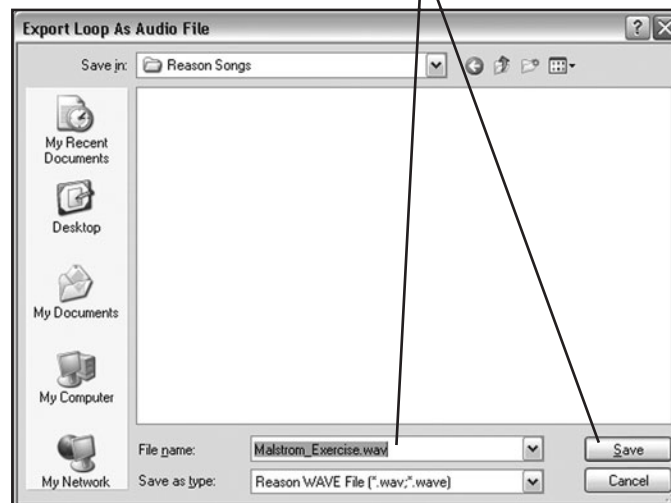 Export Loop As Audio File
Save in:
Reason Songs
My Recent
Documents
Desktop
My Documents
My Computer
My Network
File name:
Malstrom_Exercise.wav
Save
Save as type:
Reason WAVE File (*.wav;*.wave)
Cancel